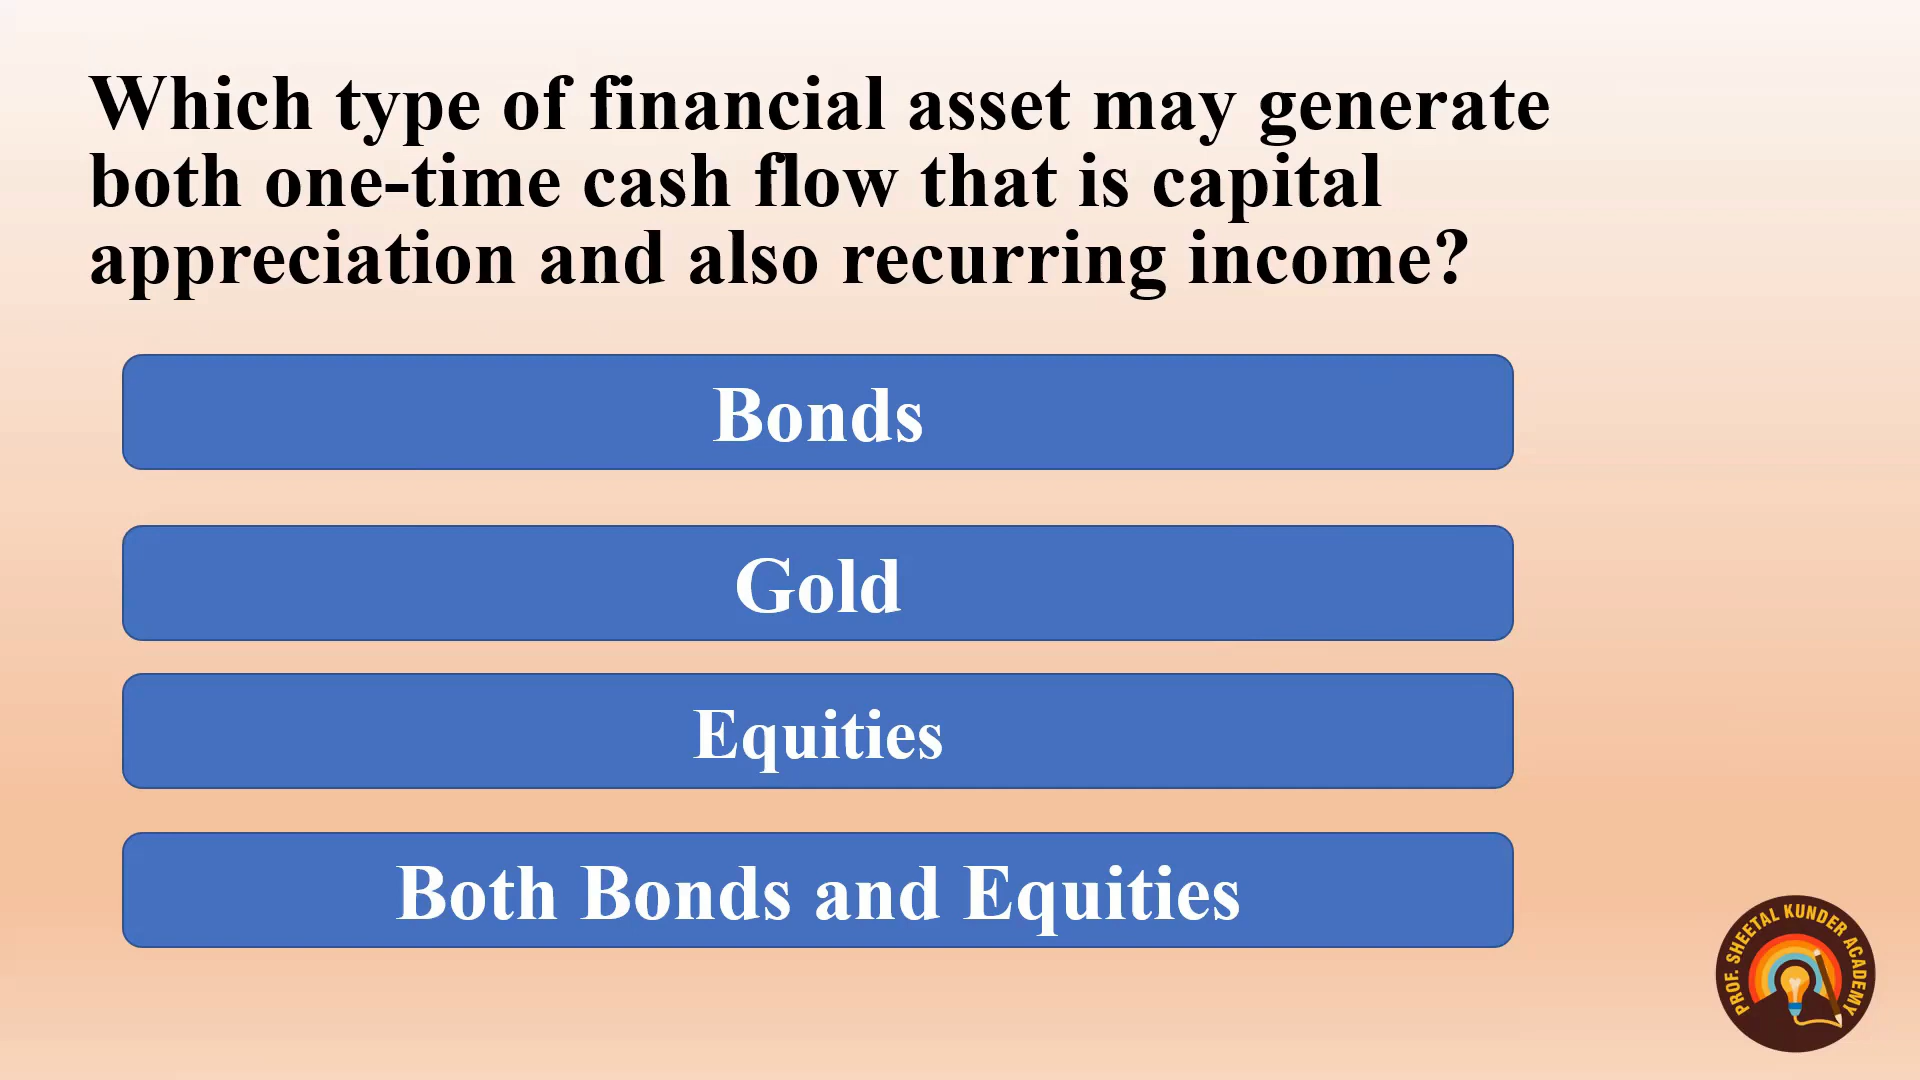 Which type of financial asset may generate
both one-time cash flow that is capital
appreciation and also recurring income?
Bonds
Gold
Equities
Both Bonds and Equities
PROF. SHEETAL KUNDER ACADEMY